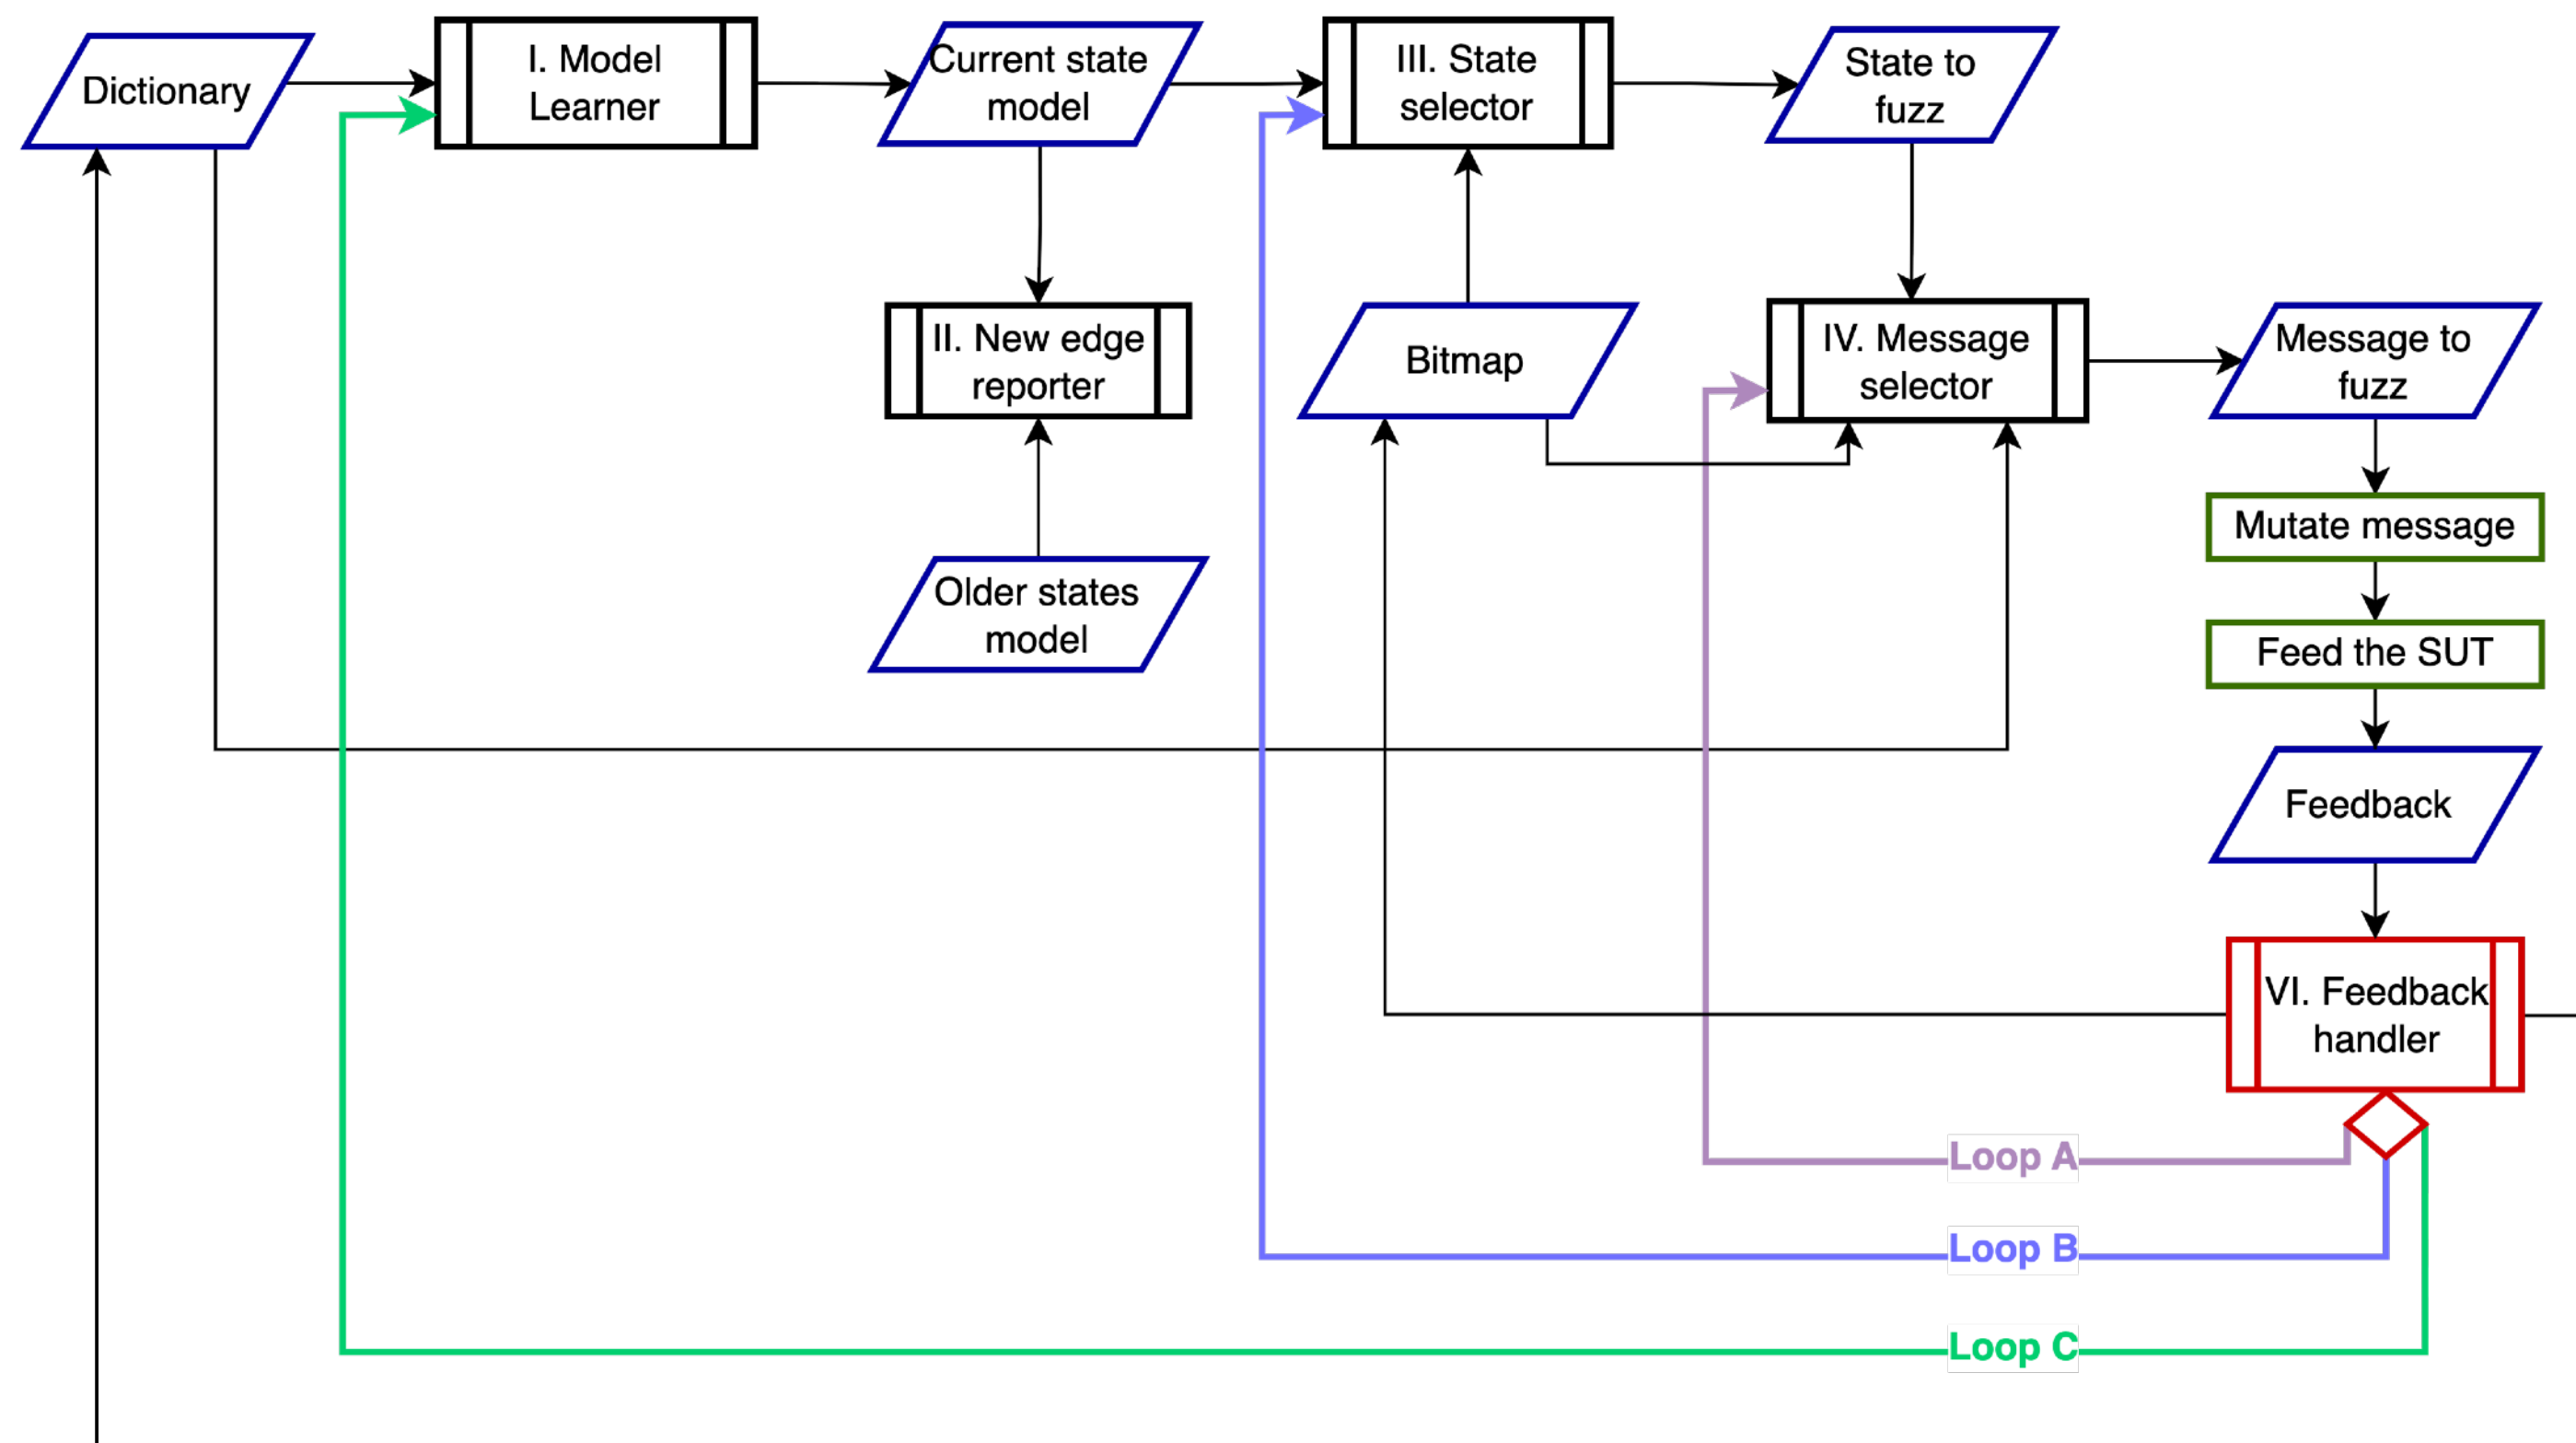 Dictionary
I. Model
Learner
Current state
model
III. State
selector
State to
fuzz
II. New edge
reporter
Bitmap
IV. Message
selector
Message to
fuzz
Mutate message
Older states
model
Feed the SUT
Feedback
VI. Feedback
handler
Loop A
Loop B
Loop C